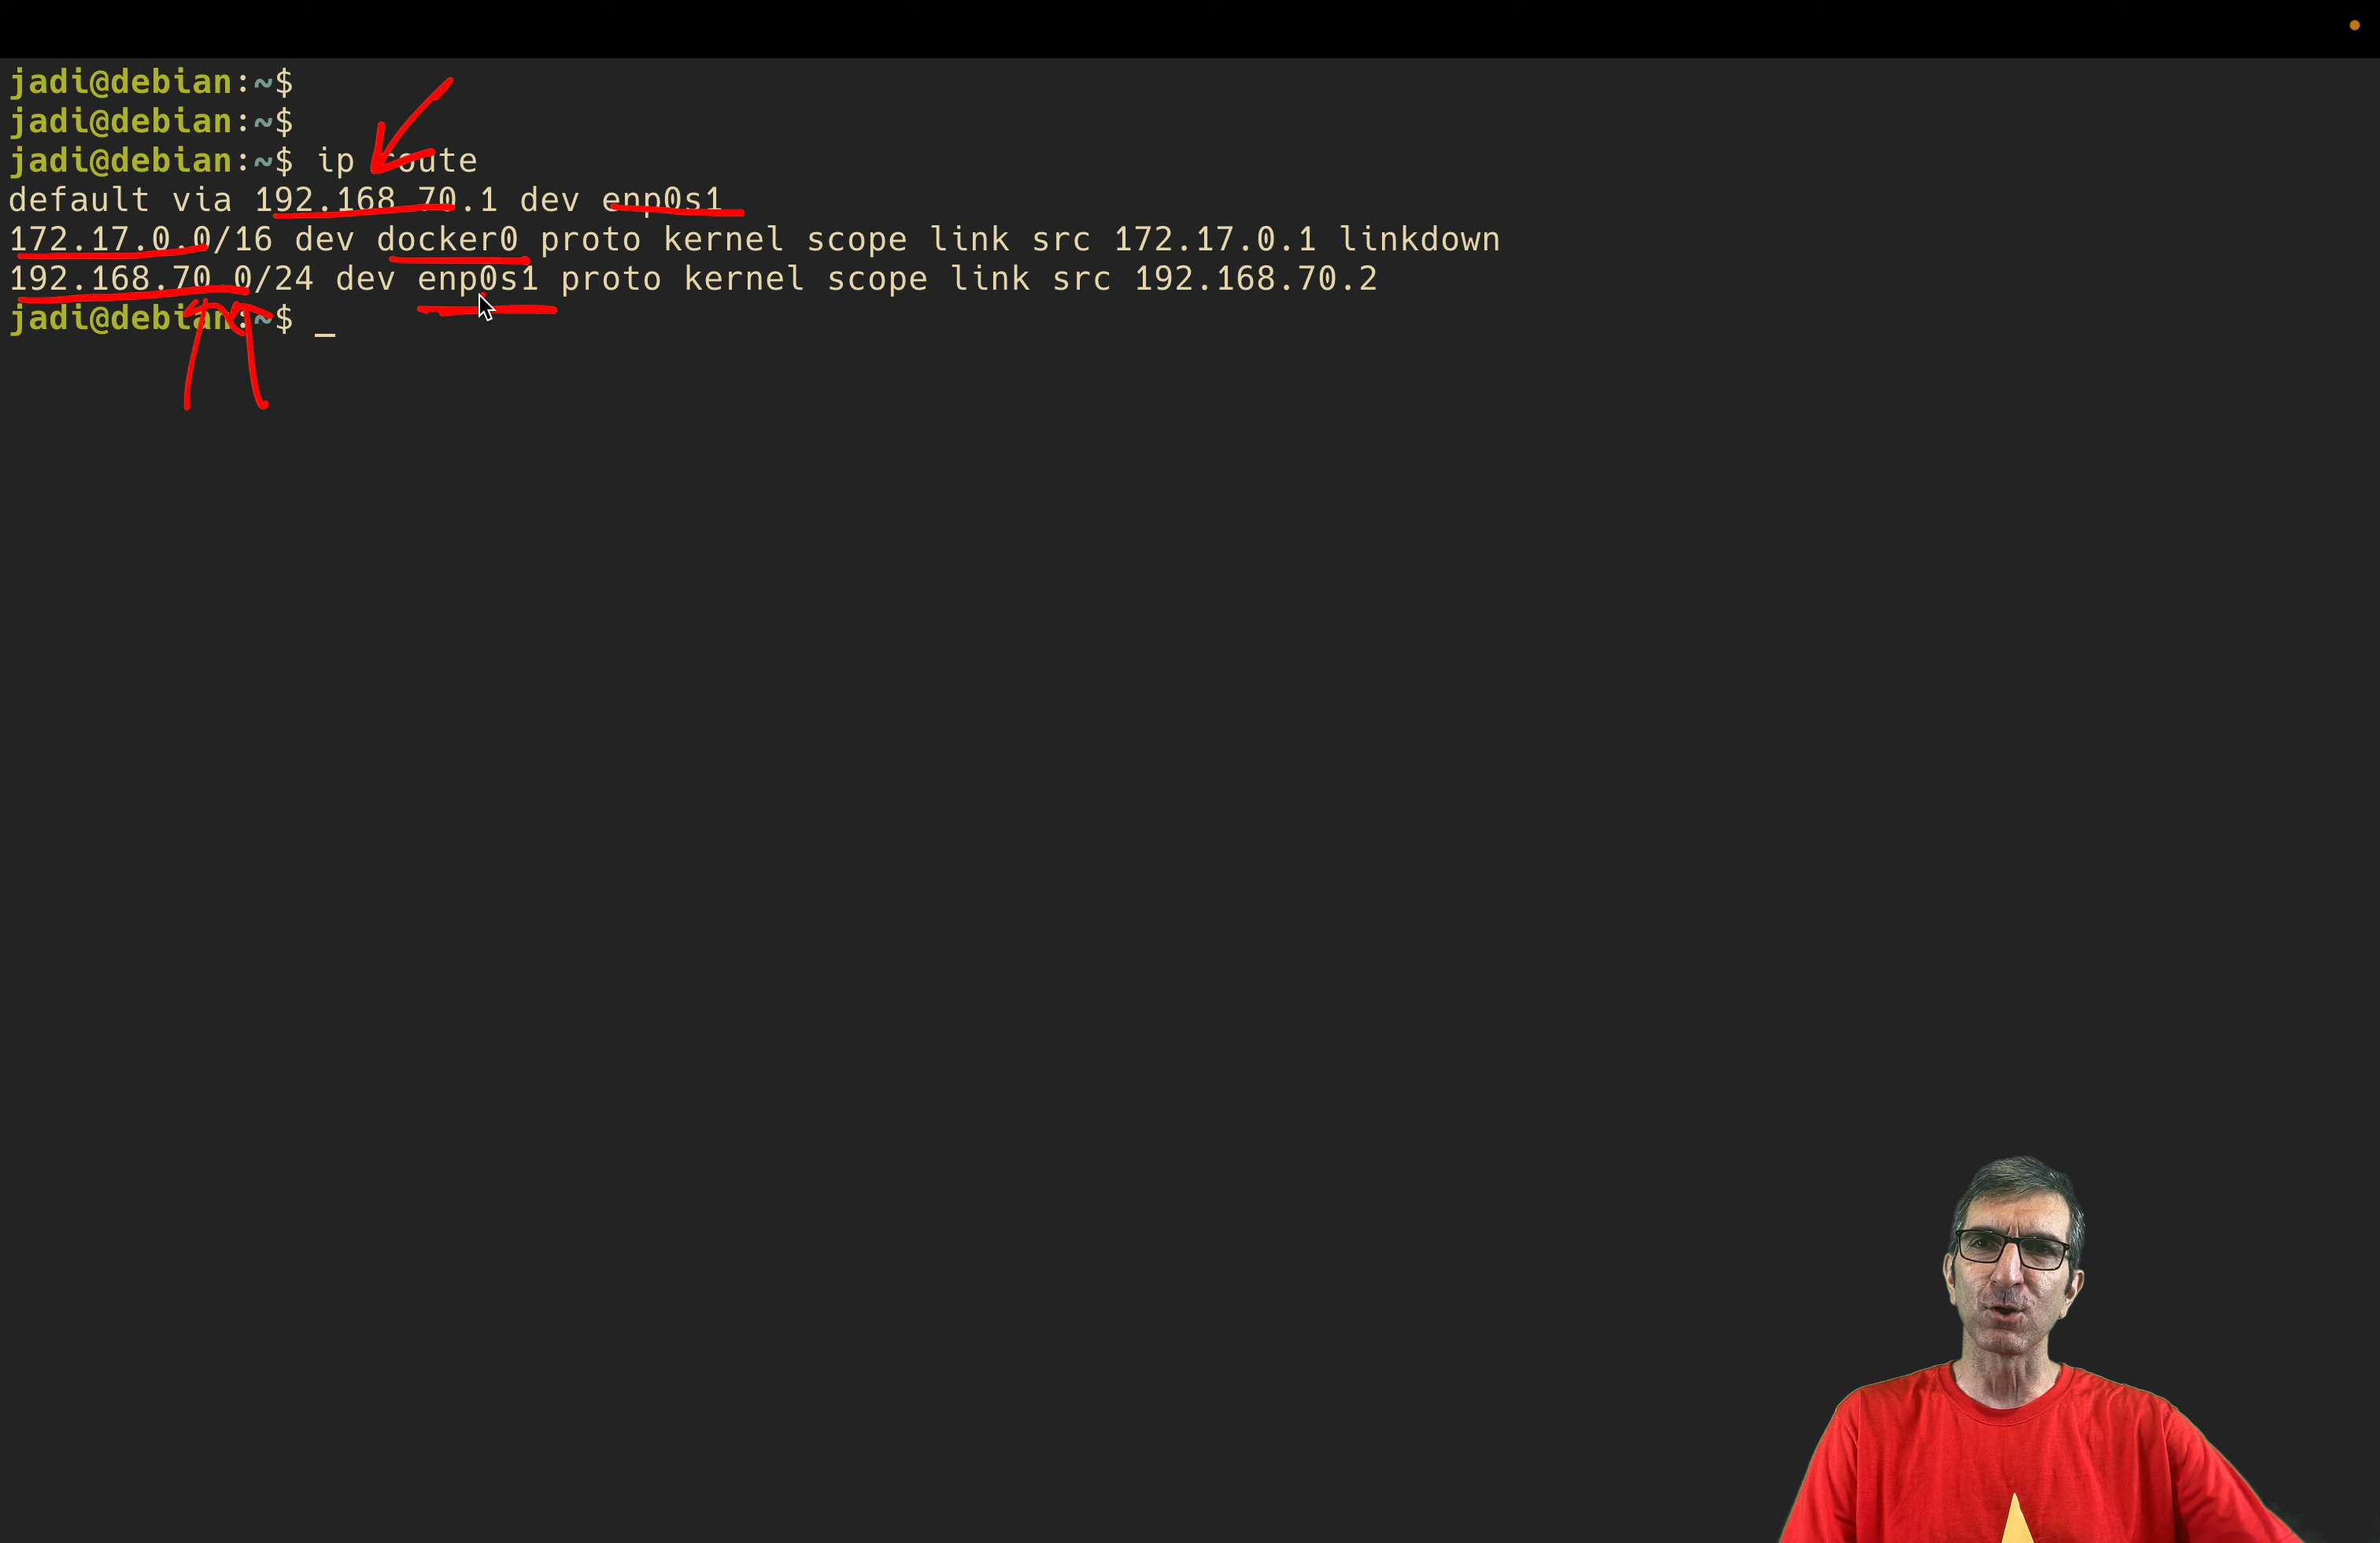 jadi@debian:~$
jadi@debian:~$
jadi@debian:~$ ip route
default via 192.168.70.1 dev enp0s1
172.17.0.0/16 dev docker0 proto kernel scope link src 172.17.0.1 linkdown
192.168.70.0/24 dev enp0s1 proto kernel scope link src 192.168.70.2
jadi@debian:~$ _